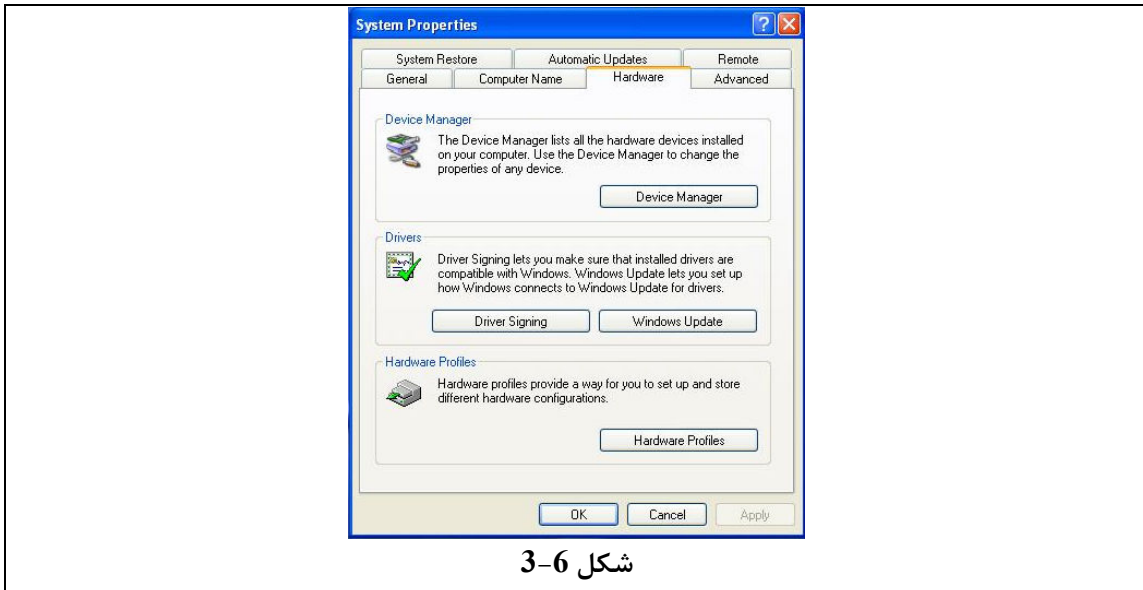 System Properties
System Restore Automatic Updates Remote
General Computer Name Hardware Advanced
Device Manager
The Device Manager lists all the hardware devices installed
on your computer. Use the Device Manager to change the
properties of any device.
Device Manager
Drivers
Driver Signing lets you make sure that installed drivers are
compatible with Windows. Windows Update lets you set up
how Windows connects to Windows Update for drivers.
Driver Signing Windows Update
Hardware Profiles
Hardware profiles provide a way for you to set up and store
different hardware configurations.
Hardware Profiles
OK Cancel Apply
شکل 6-3